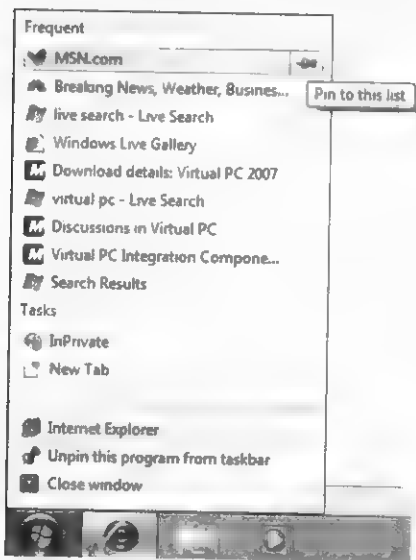 Frequent
MSN.com
Breaking News, Weather, Busines...
Pin to this list
live search - Live Search
Windows Live Gallery
Download details: Virtual PC 2007
virtual pc - Live Search
Discussions in Virtual PC
Virtual PC Integration Compone...
Search Results
Tasks
InPrivate
New Tab
Internet Explorer
Unpin this program from taskbar
Close window